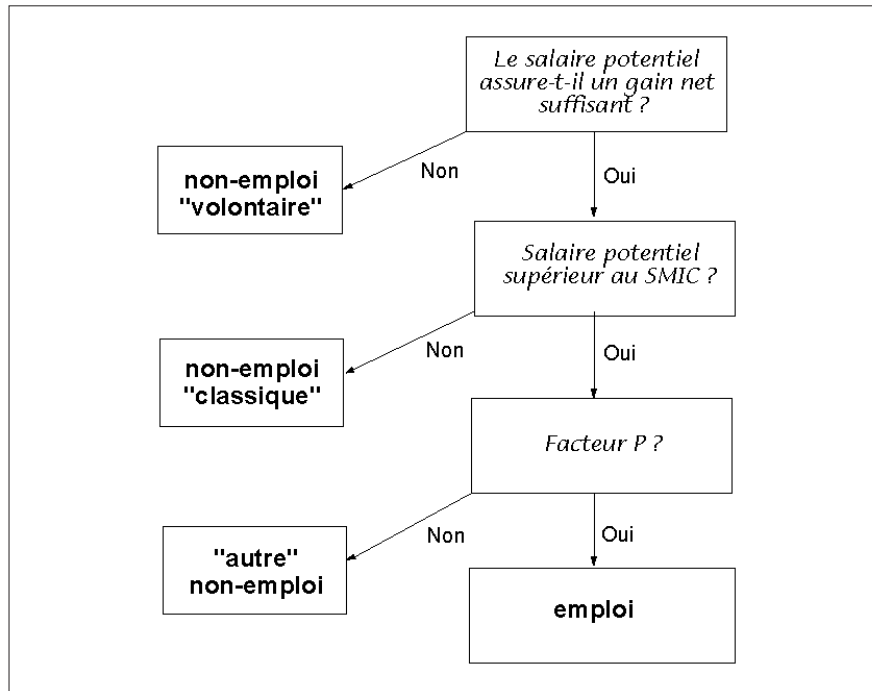 Le salaire potentiel
assure-t-il un gain net
suffisant ?
Non
Oui
non-emploi
"volontaire"
Salaire potentiel
supérieur au SMIC ?
Non
Oui
non-emploi
"classique"
Facteur P ?
Non
Oui
"autre"
non-emploi
emploi